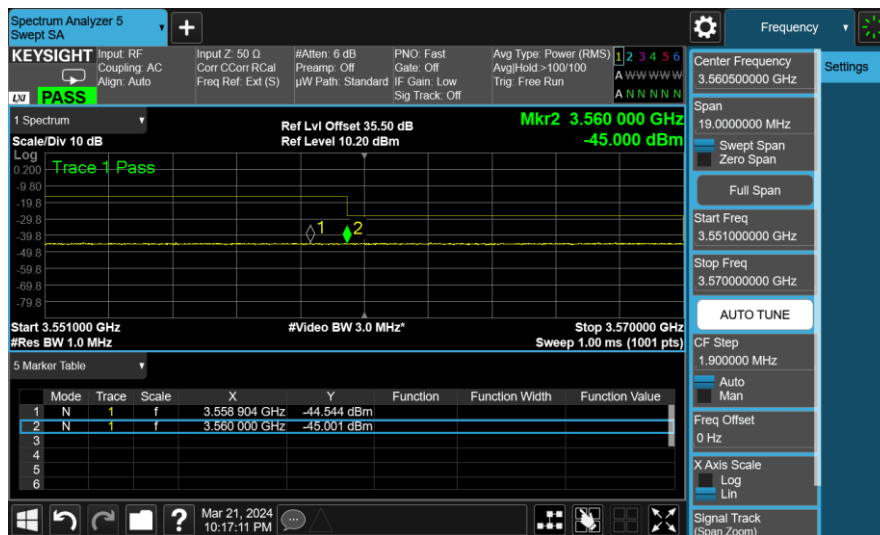 Spectrum Analyzer 5
Swept SA
Frequency
KEYSIGHT
LXI
PASS
Input: RF
Coupling: AC
Align: Auto
Input Z: 50 Ω
Corr CCorr RCal
Freq Ref: Ext (S)
#Atten: 6 dB
Preamp: Off
µW Path: Standard
PNO: Fast
Gate: Off
IF Gain: Low
Sig Track: Off
Avg Type: Power (RMS)
Avg|Hold:>100/100
Trig: Free Run
1 2 3 4 5 6
A W W W W W
A N N N N N
1 Spectrum
Scale/Div 10 dB
Ref Lvl Offset 35.50 dB
Ref Level 10.20 dBm
Mkr2 3.560 000 GHz
-45.000 dBm
Log
Trace 1 Pass
0.200
-9.80
-19.8
-29.8
-39.8
-49.8
-59.8
-69.8
-79.8
1
2
Start 3.551000 GHz
#Video BW 3.0 MHz*
Stop 3.570000 GHz
#Res BW 1.0 MHz
Sweep 1.00 ms (1001 pts)
5 Marker Table
Mode Trace Scale X Y Function Function Width Function Value
1 N 1 f 3.558 904 GHz -44.544 dBm
2 N 1 f 3.560 000 GHz -45.001 dBm
3
4
5
6
Mar 21, 2024
10:17:11 PM
Settings
Center Frequency
3.560500000 GHz
Span
19.0000000 MHz
Swept Span
Zero Span
Full Span
Start Freq
3.551000000 GHz
Stop Freq
3.570000000 GHz
AUTO TUNE
CF Step
1.900000 MHz
Auto
Man
Freq Offset
0 Hz
X Axis Scale
Log
Lin
Signal Track
(Span Zoom)